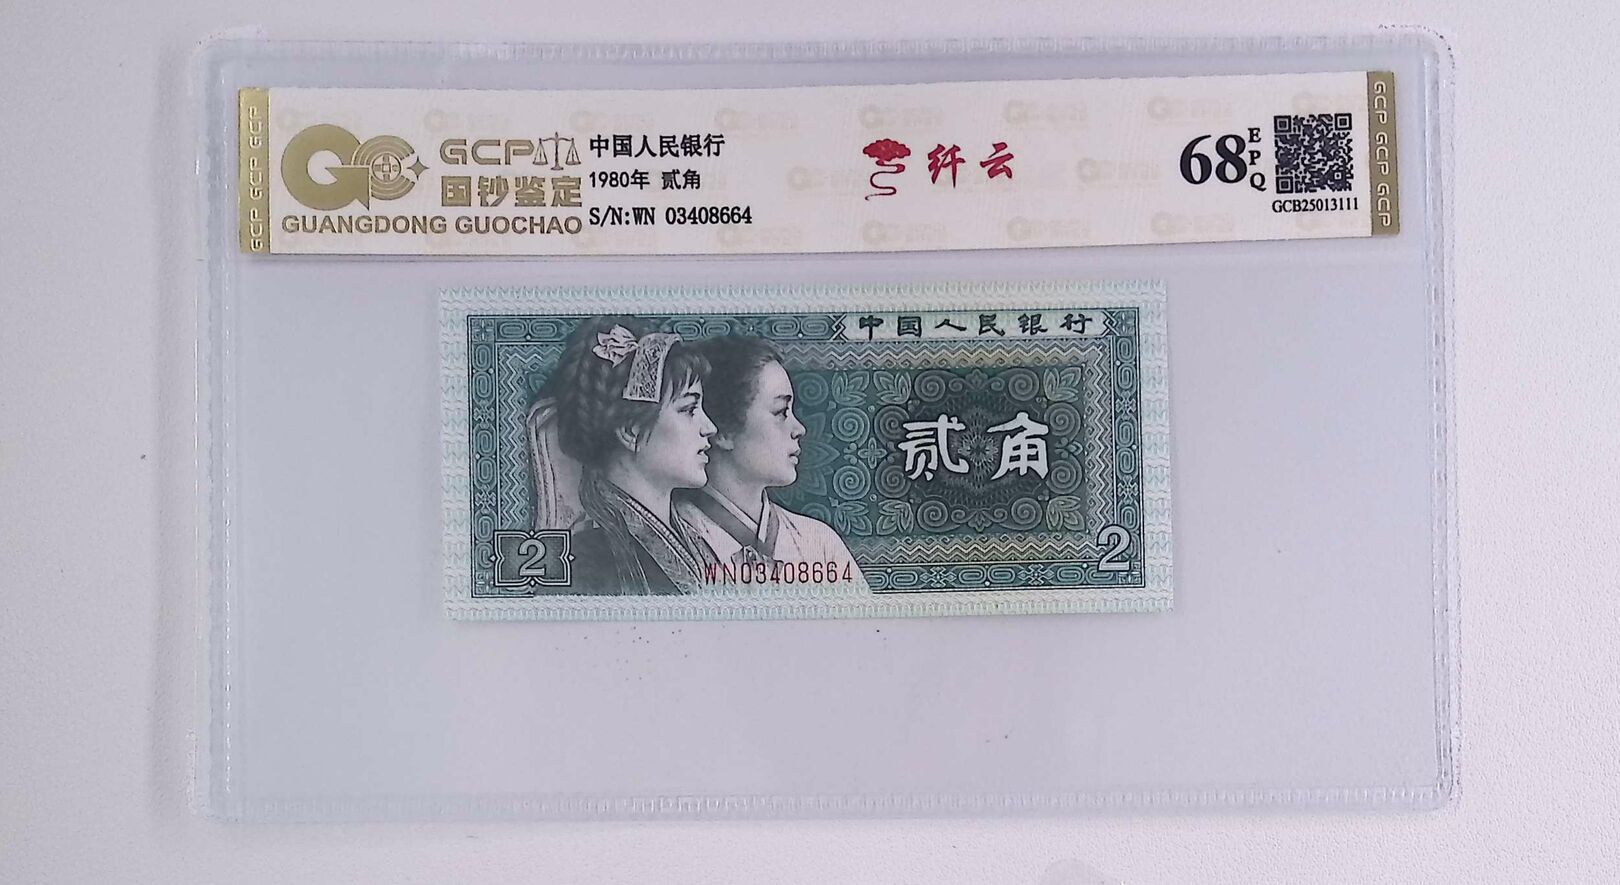 GCP GCP GCP
GCP
国钞鉴定
GUANGDONG GUOCHAO
中国人民银行
1980年 贰角
S/N:WN 03408664
纤云
68 EPQ
GCB25013111
GCP GCP GCP
中国人民银行
贰角
2
2
WN03408664